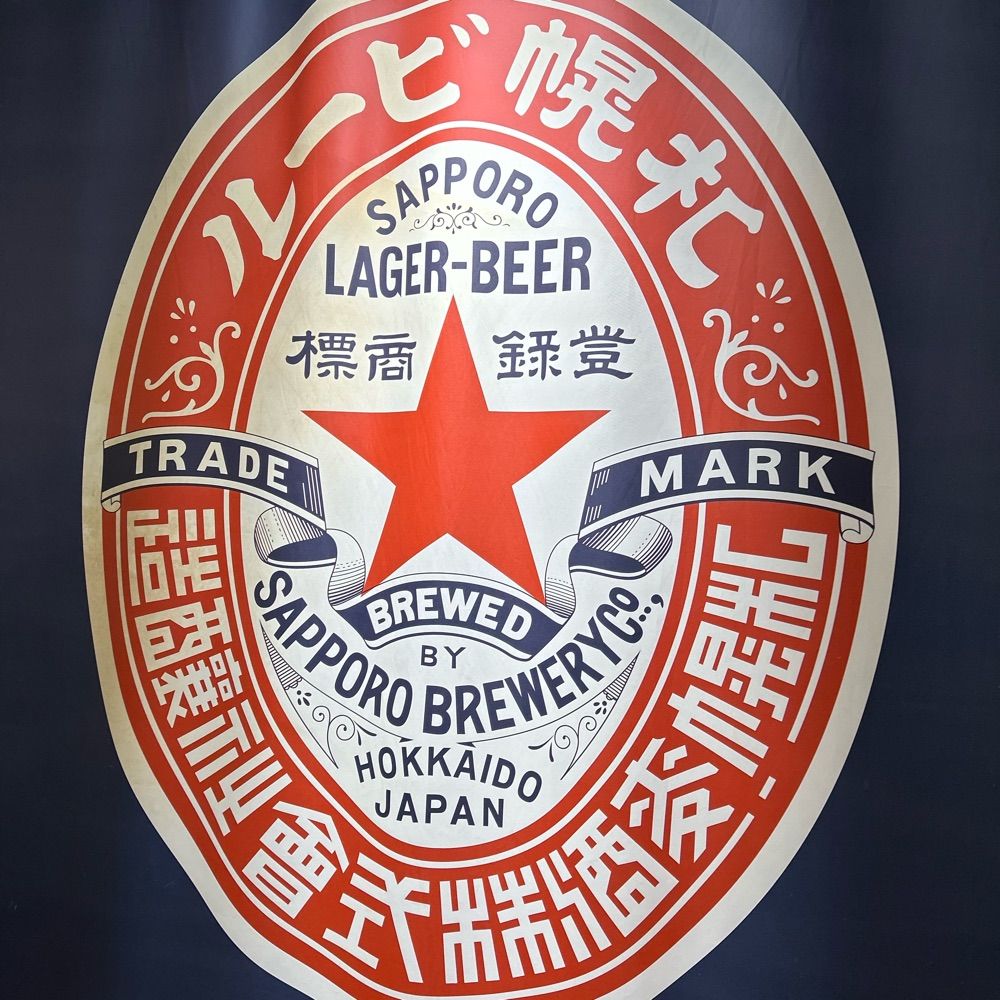 札幌ビール
SAPPORO
LAGER-BEER
登録 商標
TRADE MARK
BREWED
BY
SAPPORO BREWERY Co.,
HOKKAIDO
JAPAN
札幌麦酒株式會社